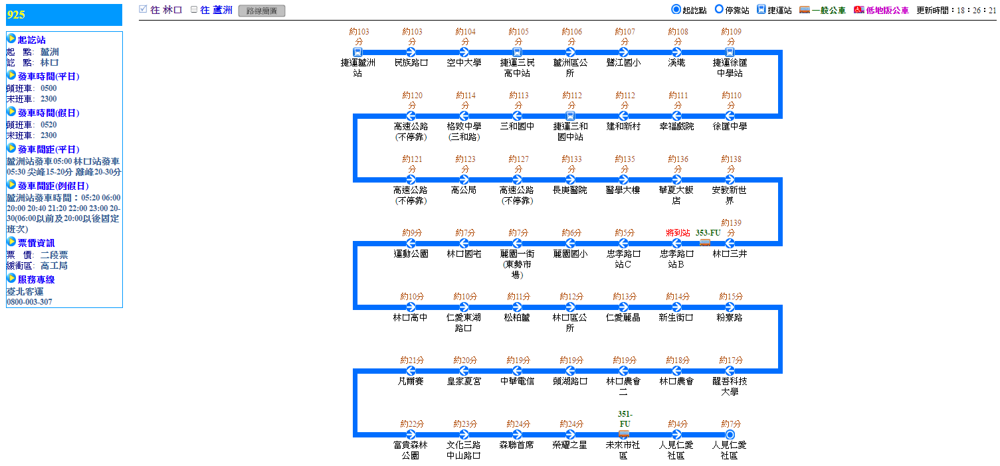 925
往 林口 往 蘆洲 路線簡圖
起訖點 停靠站 捷運站 一般公車 低地版公車 更新時間：18：26：21
起訖站
起 點: 蘆洲
訖 點: 林口
發車時間(平日)
頭班車: 0500
末班車: 2300
發車時間(假日)
頭班車: 0520
末班車: 2300
發車間距(平日)
蘆洲站發車05:00 林口站發車
05:30 尖峰15-20分 離峰20-30分
發車間距(例假日)
蘆洲站發車時間：05:20 06:00
20:00 20:40 21:20 22:00 23:00 20-
30(06:00以前及20:00以後固定
班次)
票價資訊
票 價: 二段票
緩衝區: 高工局
服務專線
臺北客運
0800-003-307
約103 約103 約104 約105 約106 約107 約108 約109
分 分 分 分 分 分 分 分
捷運蘆洲 民族路口 空中大學 捷運三民 蘆洲區公 鷺江國小 溪墘 捷運徐匯
站 高中站 所 中學站
約120 約114 約113 約112 約112 約111 約110
分 分 分 分 分 分 分
高速公路 格致中學 三和國中 捷運三和 建和新村 幸福戲院 徐匯中學
(不停靠) (三和路) 國中站
約121 約123 約127 約133 約135 約136 約138
分 分 分 分 分 分 分
高速公路 高公局 高速公路 長庚醫院 醫學大樓 華夏大飯 安敦新世
(不停靠) (不停靠) 店 界
約139
約9分 約7分 約7分 約6分 約5分 將到站 353-FU 分
運動公園 林口國宅 麗園一街 麗園國小 忠孝路口 忠孝路口 林口三井
(東勢市 站C 站B
場)
約10分 約10分 約11分 約12分 約13分 約14分 約15分
林口高中 仁愛東湖 松柏廬 林口區公 仁愛麗晶 新生街口 粉寮路
路口 所
約21分 約20分 約19分 約19分 約19分 約18分 約17分
凡爾賽 皇家夏宮 中華電信 頭湖路口 林口農會 林口農會 醒吾科技
二 大學
351-
約22分 約23分 約24分 約24分 FU 約4分 約7分
富貴森林 文化三路 森聯首席 榮耀之星 未來市社 人見仁愛 人見仁愛
公園 中山路口 區 社區 社區